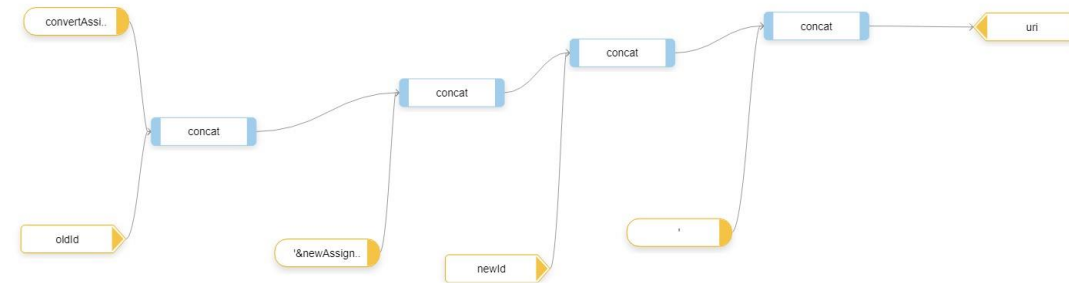 convertAssi..
concat
uri
concat
concat
concat
oldId
'&newAssign..
newId
'